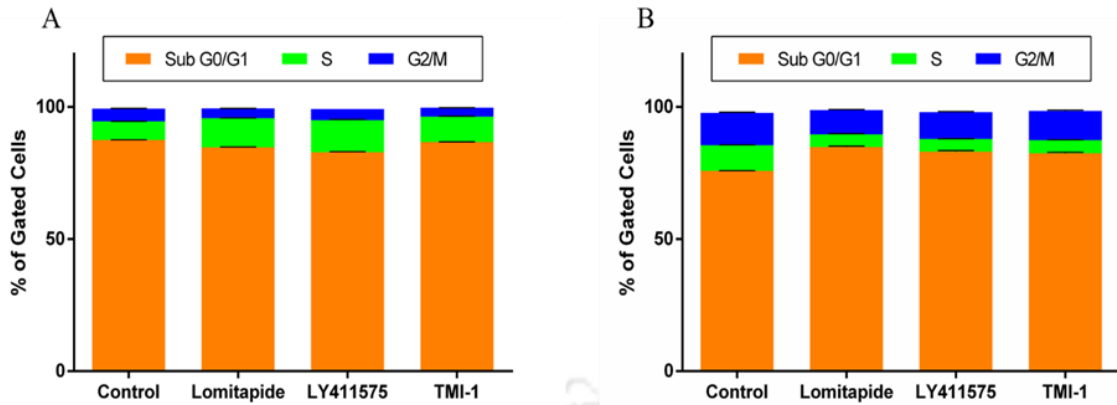 A
Sub G0/G1 S G2/M
100
50
0
% of Gated Cells
Control Lomitapide LY411575 TMI-1
B
Sub G0/G1 S G2/M
100
50
0
% of Gated Cells
Control Lomitapide LY411575 TMI-1